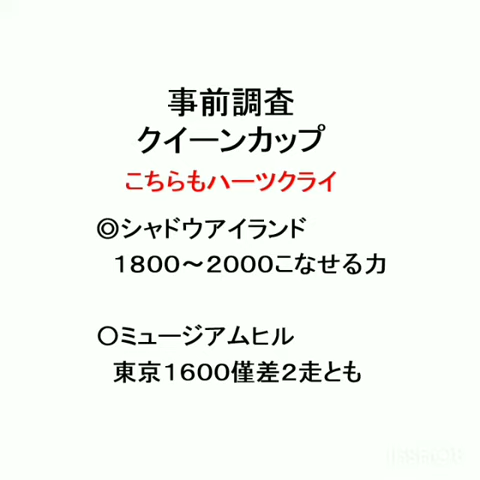 事前調査
クイーンカップ
こちらもハーツクライ
◎シャドウアイランド
1800～2000こなせる力
○ミュージアムヒル
東京1600僅差2走とも